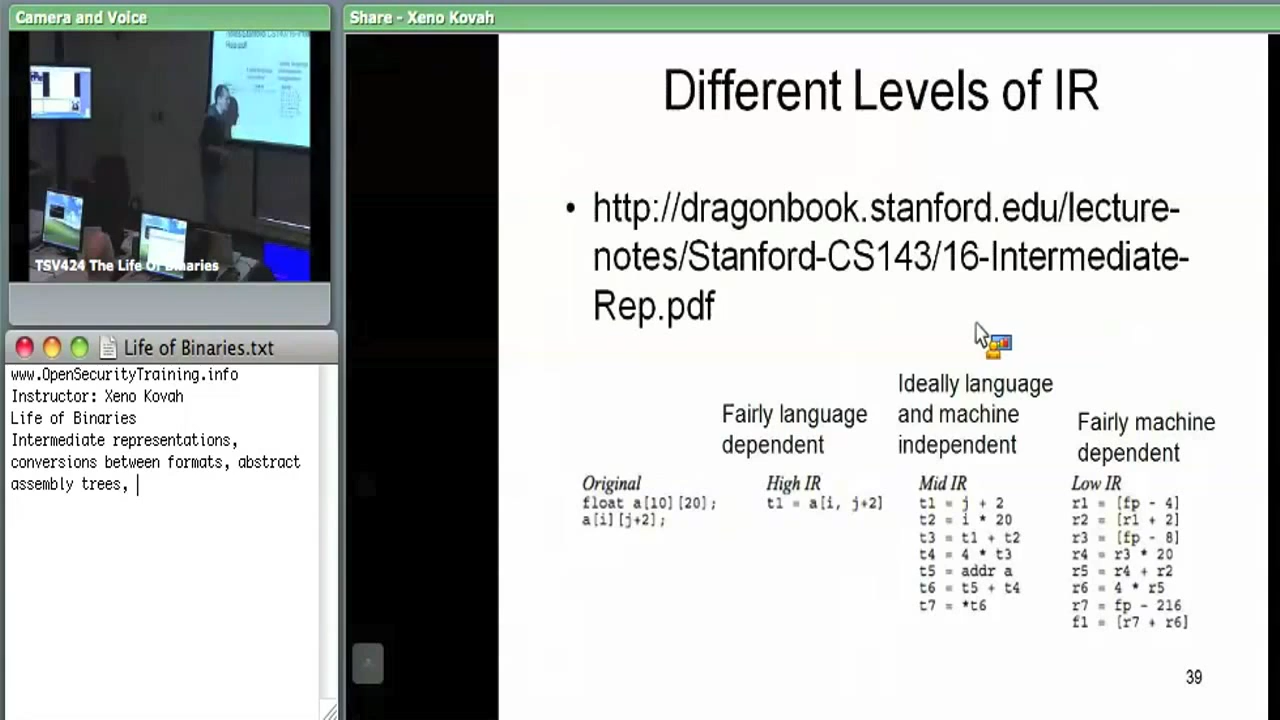 Camera and Voice
Rep.pdf
TSV424 The Life Of Binaries
Life of Binaries.txt
www.OpenSecurityTraining.info
Instructor: Xeno Kovah
Life of Binaries
Intermediate representations,
conversions between formats, abstract
assembly trees,
Share - Xeno Kovah
Different Levels of IR
• http://dragonbook.stanford.edu/lecture-
notes/Stanford-CS143/16-Intermediate-
Rep.pdf
Fairly language
dependent
Ideally language
and machine
independent
Fairly machine
dependent
Original
float a[10][20];
a[i][j+2];
High IR
t1 = a[i, j+2]
Mid IR
t1 = j + 2
t2 = i * 20
t3 = t1 + t2
t4 = 4 * t3
t5 = addr a
t6 = t5 + t4
t7 = *t6
Low IR
r1 = [fp - 4]
r2 = [r1 + 2]
r3 = [fp - 8]
r4 = r3 * 20
r5 = r4 + r2
r6 = 4 * r5
r7 = fp - 216
f1 = [r7 + r6]
39